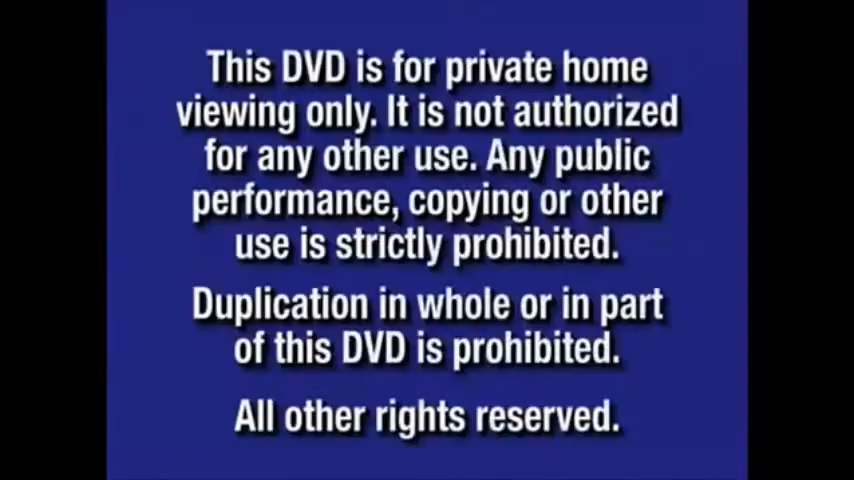 This DVD is for private home
viewing only. It is not authorized
for any other use. Any public
performance, copying or other
use is strictly prohibited.
Duplication in whole or in part
of this DVD is prohibited.
All other rights reserved.